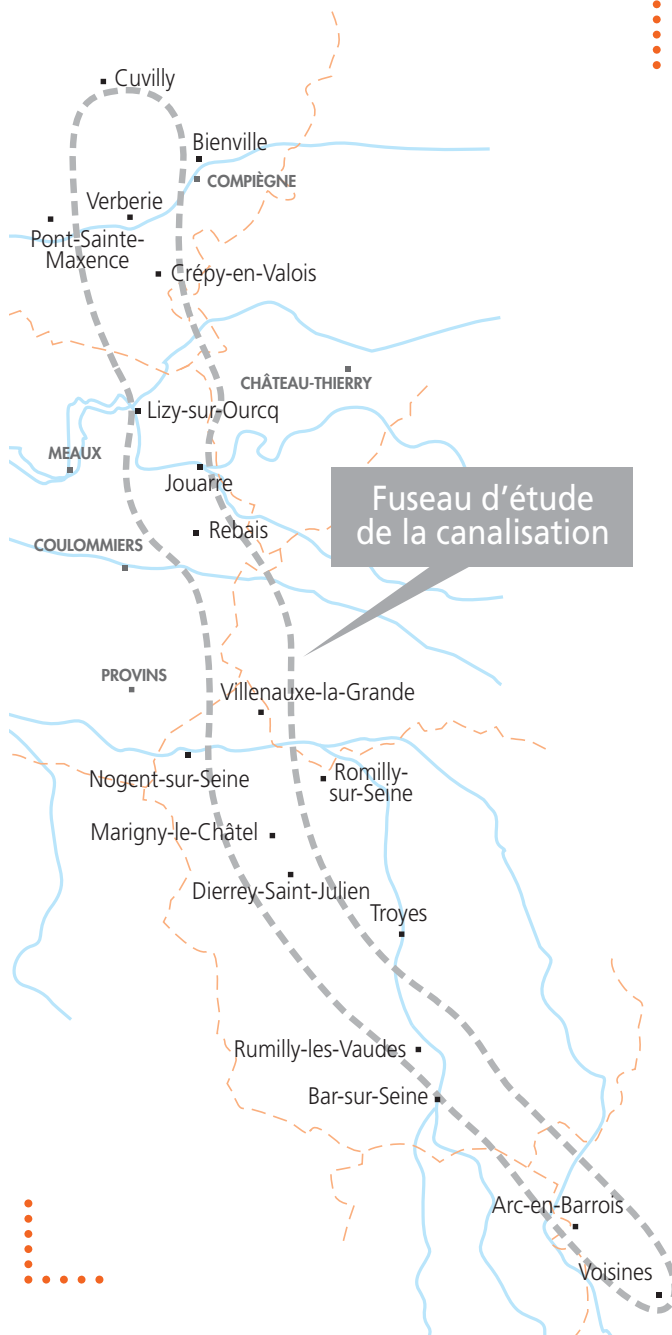 Cuvilly
Bienville
COMPIÈGNE
Verberie
Pont-Sainte-
Maxence
Crépy-en-Valois
CHÂTEAU-THIERRY
Lizy-sur-Ourcq
MEAUX
Jouarre
Fuseau d'étude
de la canalisation
Rebais
COULOMMIERS
PROVINS
Villenauxe-la-Grande
Nogent-sur-Seine
Romilly-
sur-Seine
Marigny-le-Châtel
Dierrey-Saint-Julien
Troyes
Rumilly-les-Vaudes
Bar-sur-Seine
Arc-en-Barrois
Voisines